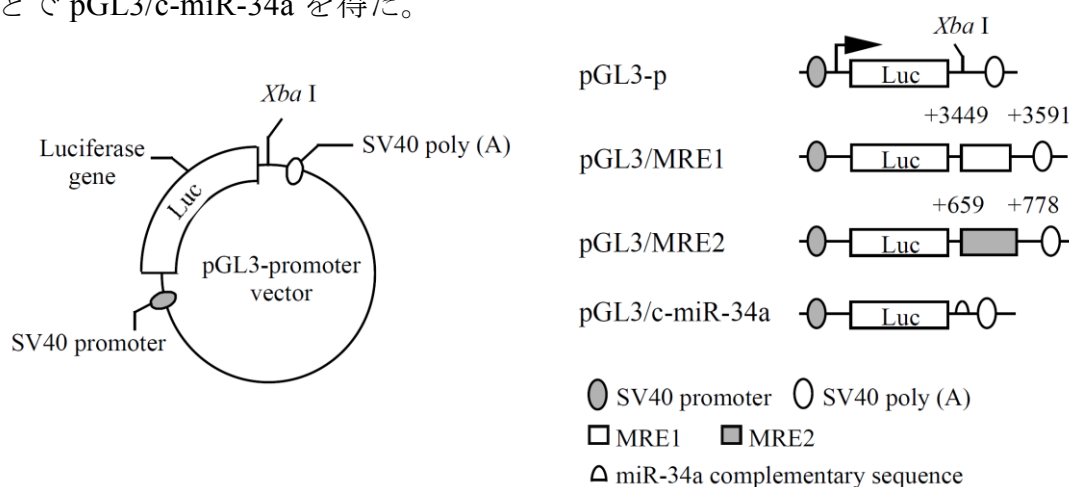 とで pGL3/c-miR-34a を得た。
Xba I
Luciferase
gene
SV40 poly (A)
Luc
pGL3-promoter
vector
SV40 promoter
Xba I
pGL3-p
Luc
+3449 +3591
pGL3/MRE1
Luc
+659 +778
pGL3/MRE2
Luc
pGL3/c-miR-34a
Luc
SV40 promoter SV40 poly (A)
MRE1 MRE2
miR-34a complementary sequence